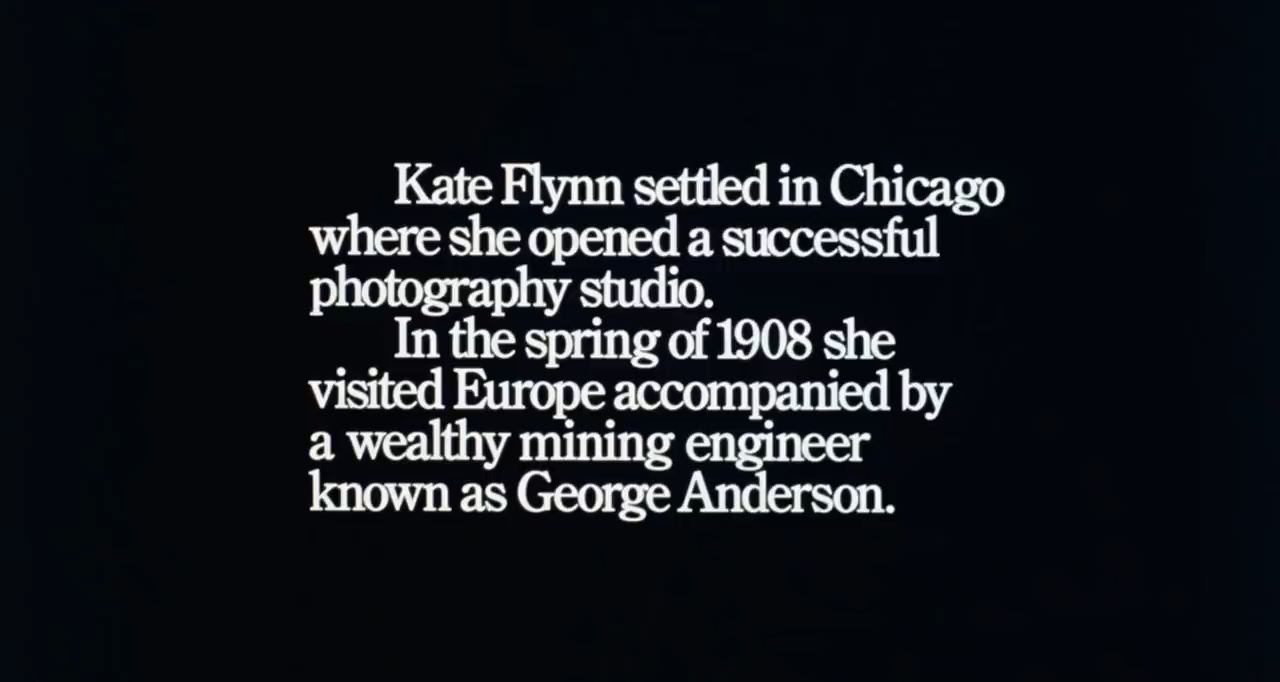 Kate Flynn settled in Chicago
where she opened a successful
photography studio.
In the spring of 1908 she
visited Europe accompanied by
a wealthy mining engineer
known as George Anderson.